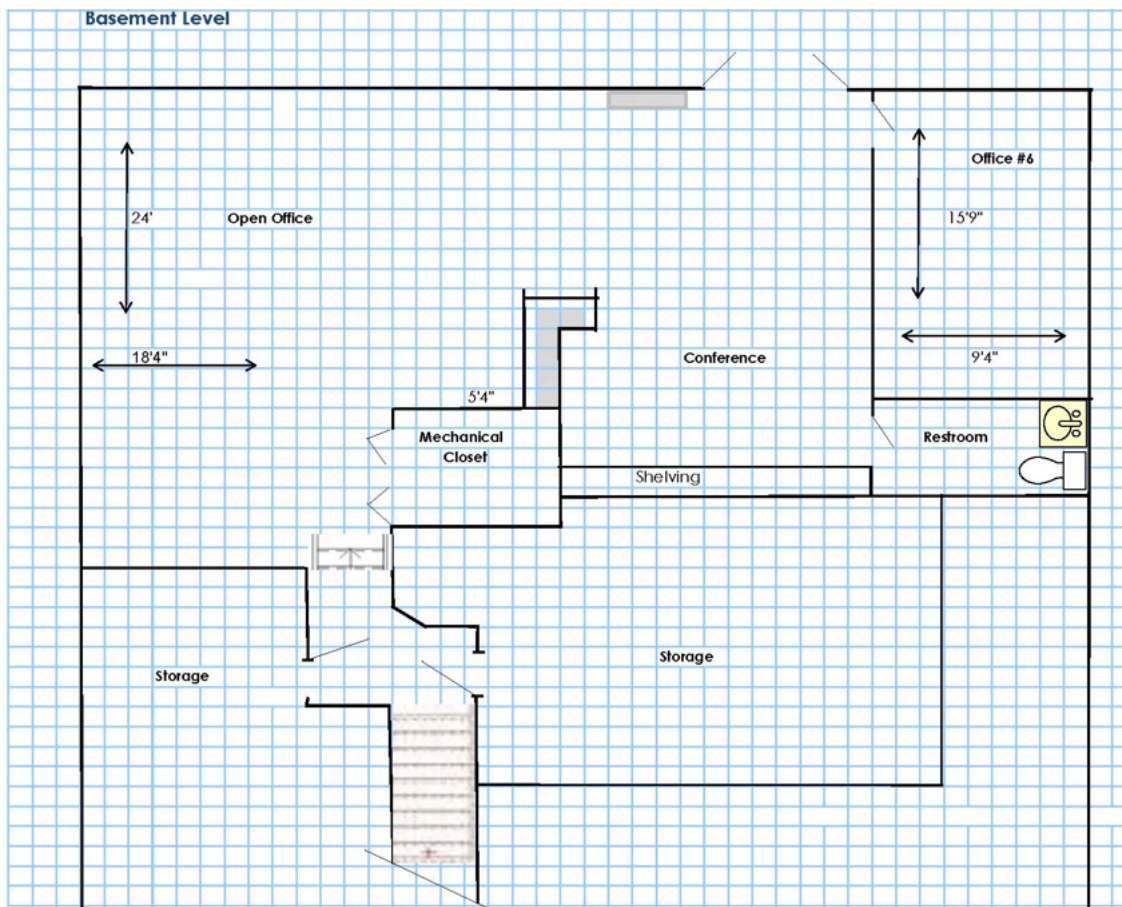 Basement Level
Office #6
24'
Open Office
15'9"
18'4"
Conference
9'4"
5'4"
Mechanical
Closet
Restroom
Shelving
Storage
Storage